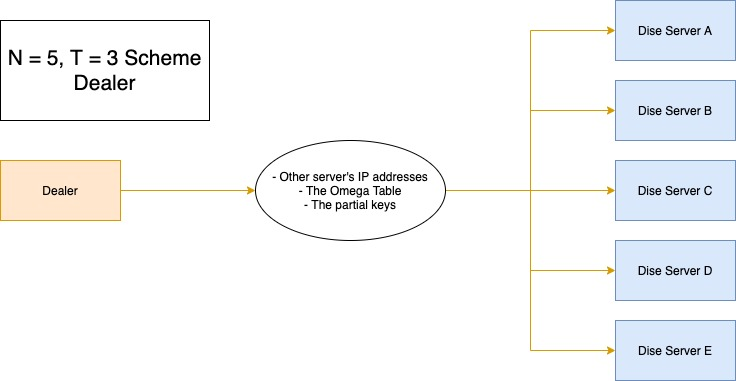 N = 5, T = 3 Scheme
Dealer
Dealer
- Other server's IP addresses
- The Omega Table
- The partial keys
Dise Server A
Dise Server B
Dise Server C
Dise Server D
Dise Server E